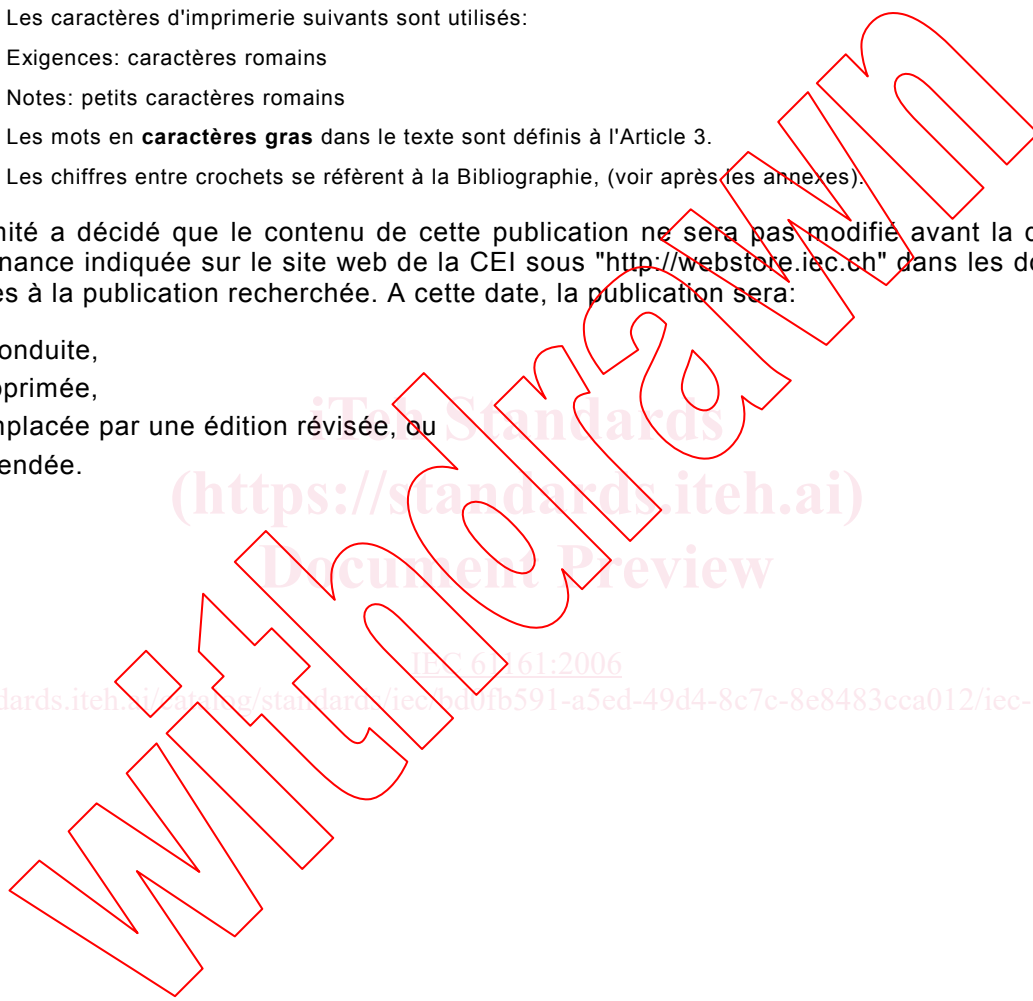 Les caractères d'imprimerie suivants sont utilisés:
Exigences: caractères romains
Notes: petits caractères romains
Les mots en caractères gras dans le texte sont définis à l'Article 3.
Les chiffres entre crochets se réfèrent à la Bibliographie, (voir après les annexes).
mité a décidé que le contenu de cette publication ne sera pas modifié avant la d
nance indiquée sur le site web de la CEI sous "http://webstore.iec.ch" dans les do
es à la publication recherchée. A cette date, la publication sera:
onduite,
pprimée,
nplacée par une édition révisée, ou
endée.
iTeh Standards
(https://standards.iteh.ai)
Document Preview
IEC 61161:2006
dards.iteh.ai/catalog/standards/iec/bd0fb591-a5ed-49d4-8c7c-8e8483cca012/iec-
withdrawn